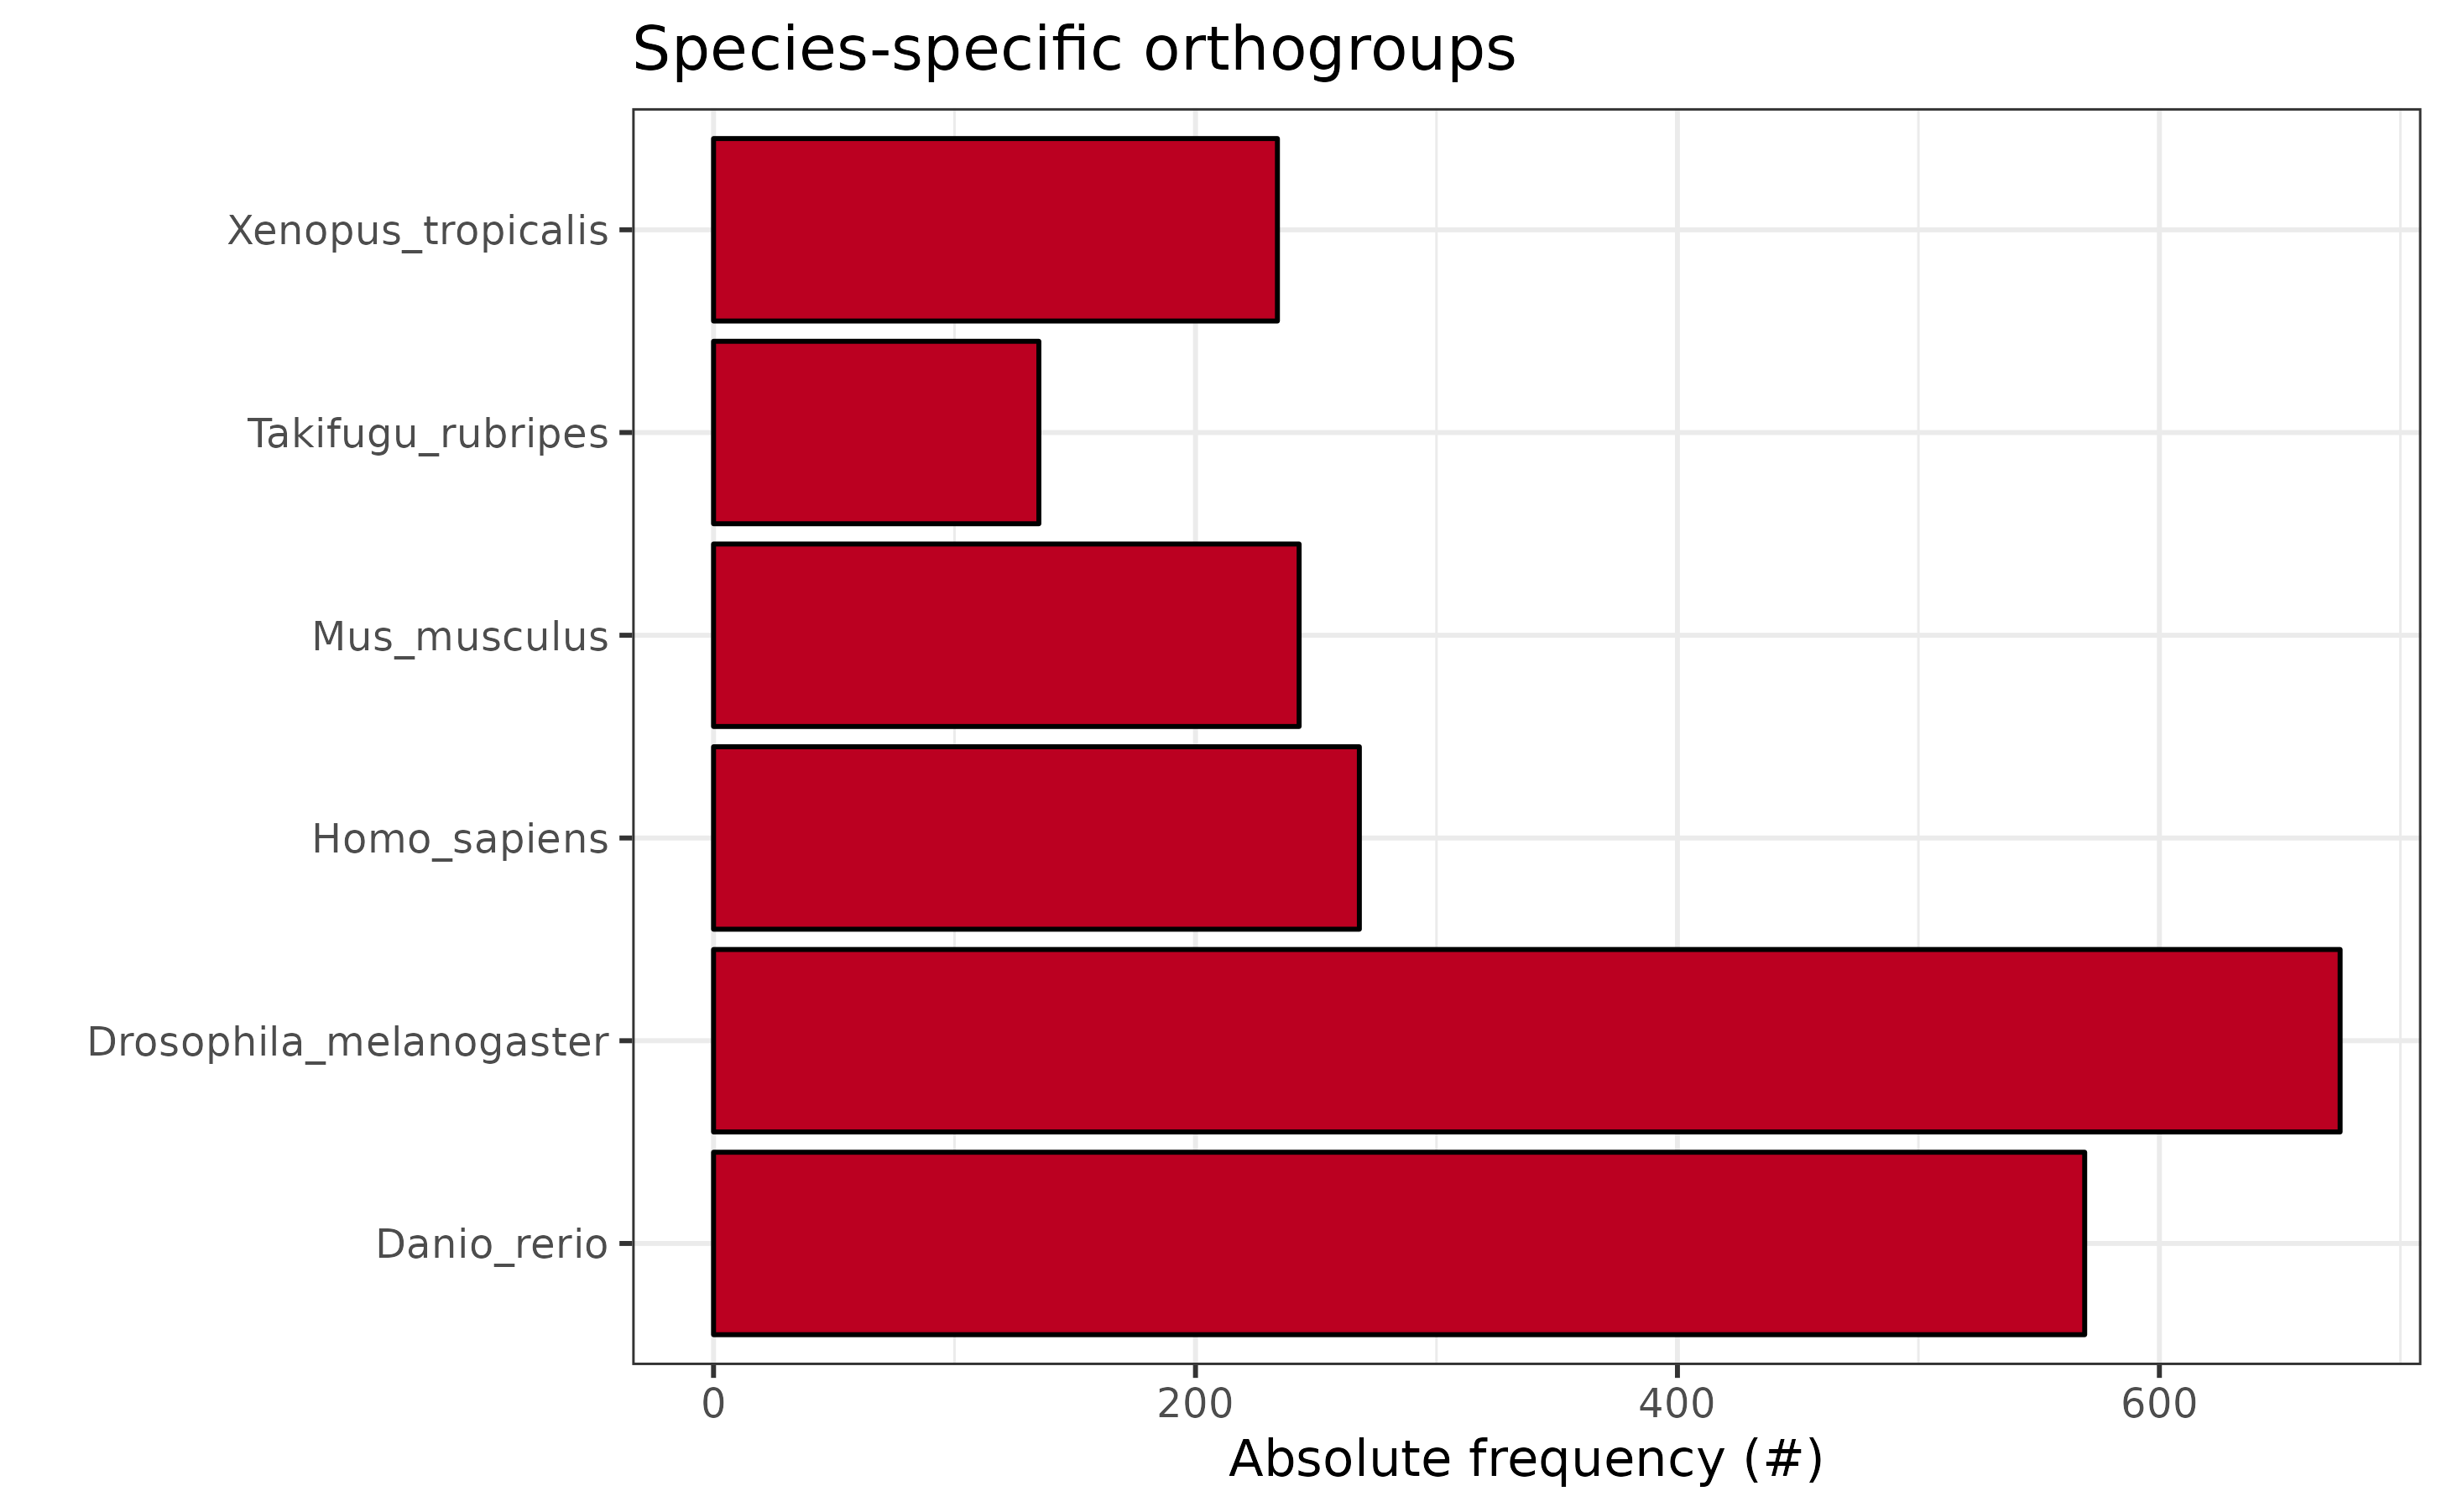 Species-specific orthogroups
Xenopus_tropicalis
Takifugu_rubripes
Mus_musculus
Homo_sapiens
Drosophila_melanogaster
Danio_rerio
0 200 400 600
Absolute frequency (#)